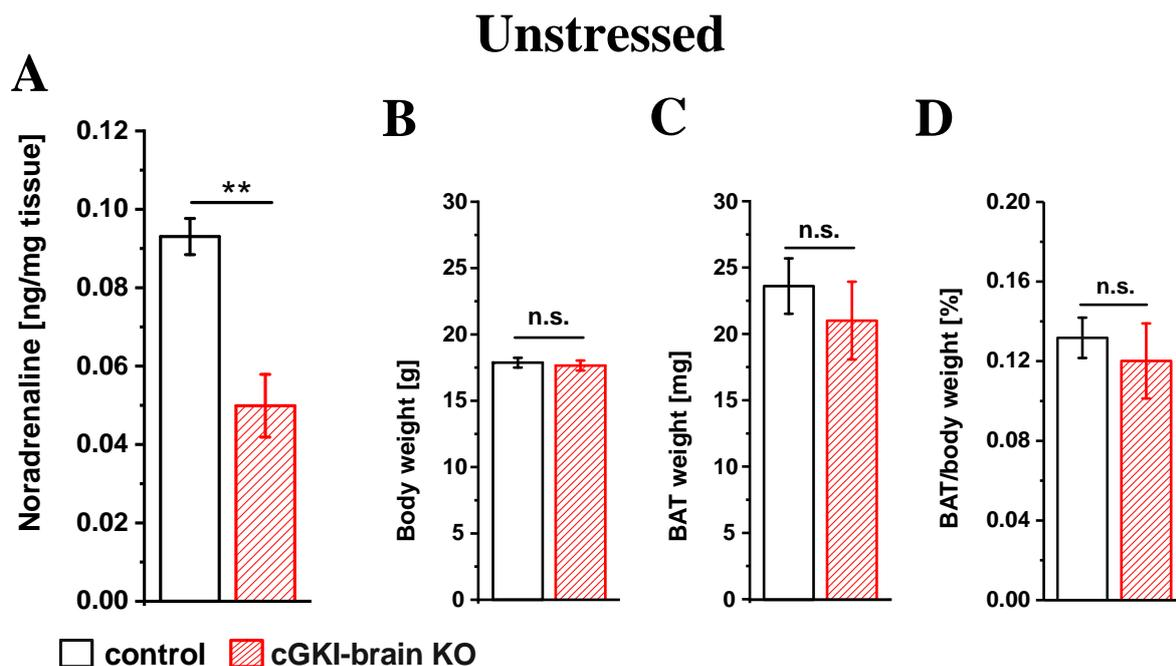 Unstressed
A
Noradrenaline [ng/mg tissue]
0.12
0.10
0.08
0.06
0.04
0.02
0.00
**
B
Body weight [g]
30
25
20
15
10
5
0
n.s.
C
BAT weight [mg]
30
25
20
15
10
5
0
n.s.
D
BAT/body weight [%]
0.20
0.16
0.12
0.08
0.04
0.00
n.s.
control
cGKI-brain KO